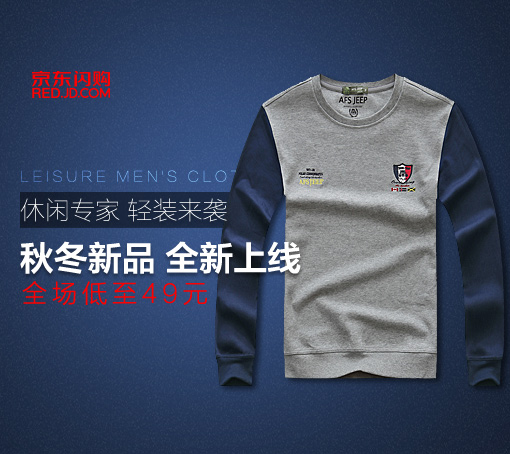 京东闪购
RED.JD.COM
AFS JEEP
LEISURE MEN'S CLOT
休闲专家 轻装来袭
秋冬新品 全新上线
全场低至49元